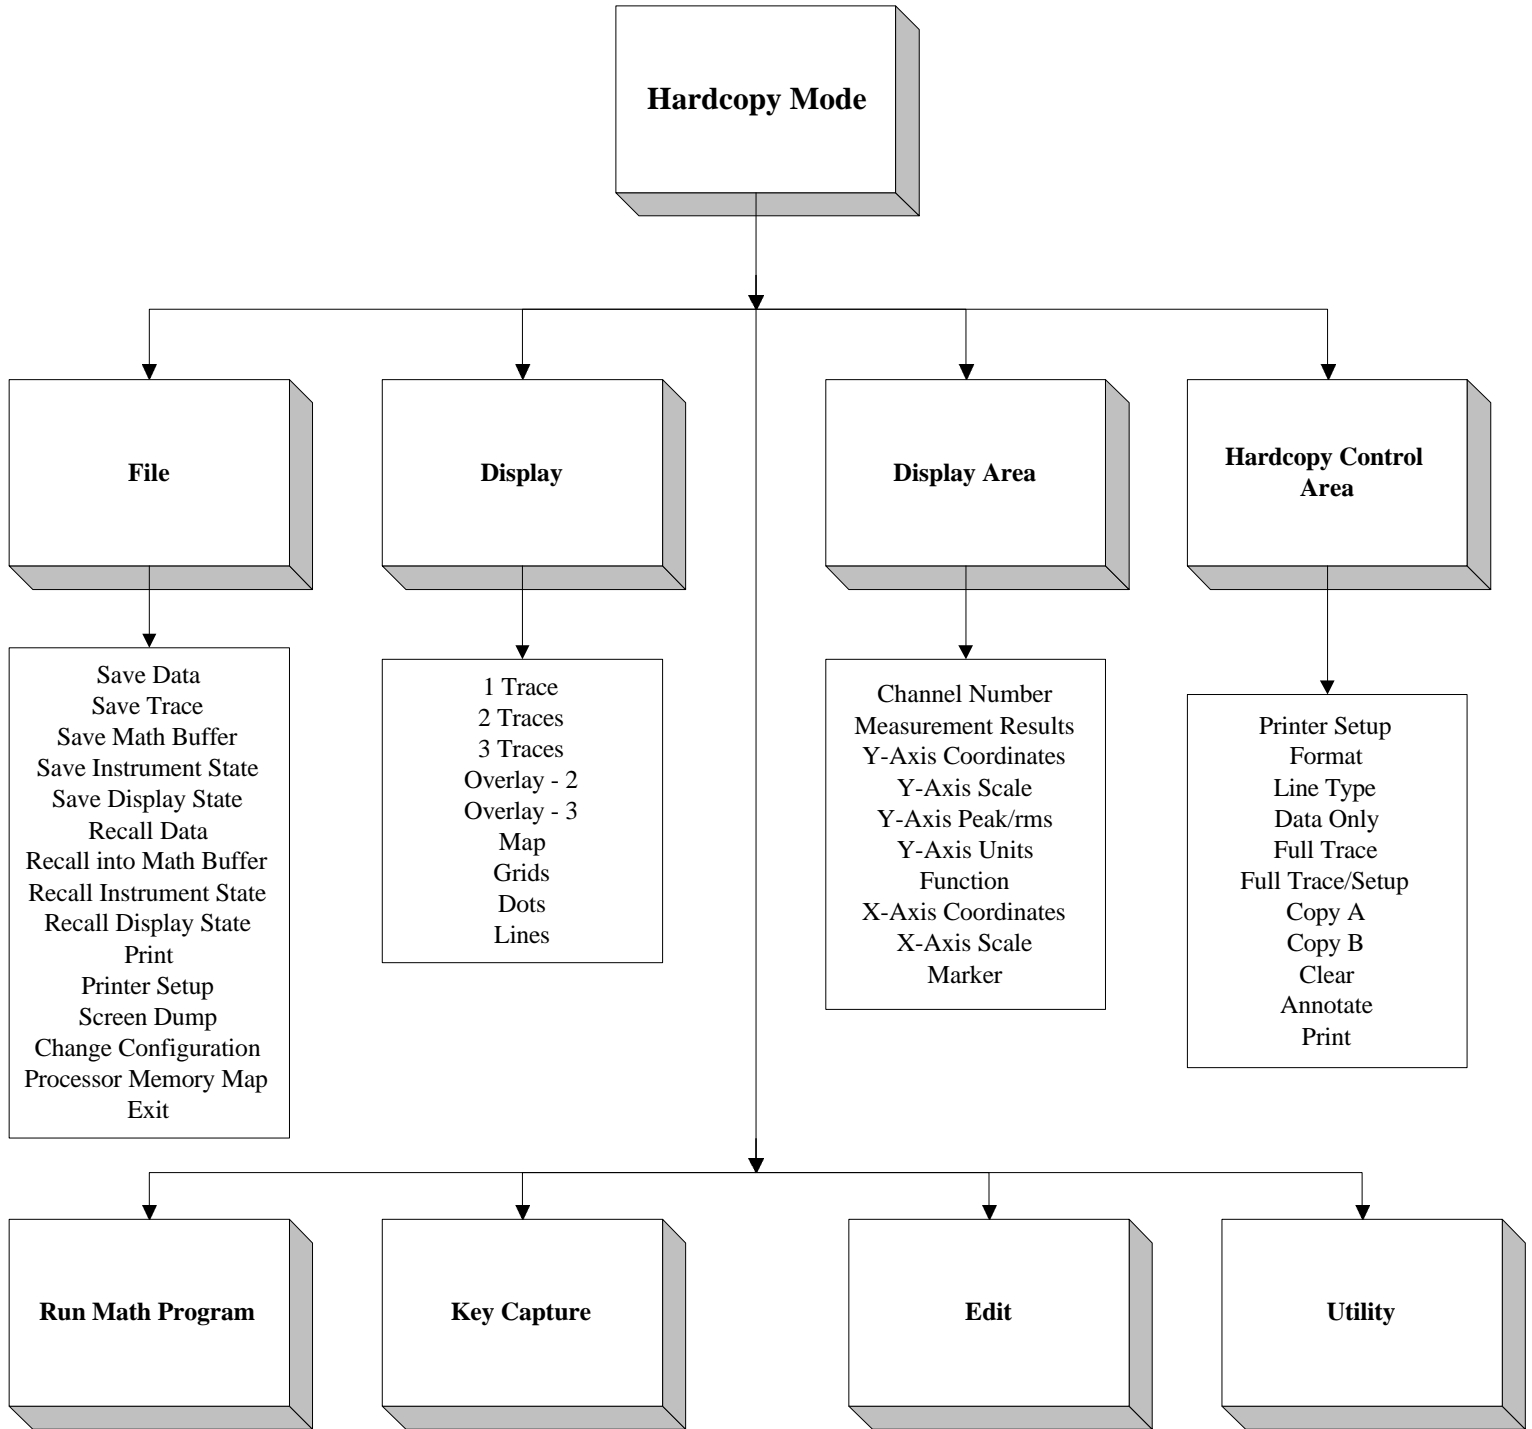 Hardcopy Mode
File
Display
Display Area
Hardcopy Control
Area
Save Data
Save Trace
Save Math Buffer
Save Instrument State
Save Display State
Recall Data
Recall into Math Buffer
Recall Instrument State
Recall Display State
Print
Printer Setup
Screen Dump
Change Configuration
Processor Memory Map
Exit
1 Trace
2 Traces
3 Traces
Overlay - 2
Overlay - 3
Map
Grids
Dots
Lines
Channel Number
Measurement Results
Y-Axis Coordinates
Y-Axis Scale
Y-Axis Peak/rms
Y-Axis Units
Function
X-Axis Coordinates
X-Axis Scale
Marker
Printer Setup
Format
Line Type
Data Only
Full Trace
Full Trace/Setup
Copy A
Copy B
Clear
Annotate
Print
Run Math Program
Key Capture
Edit
Utility